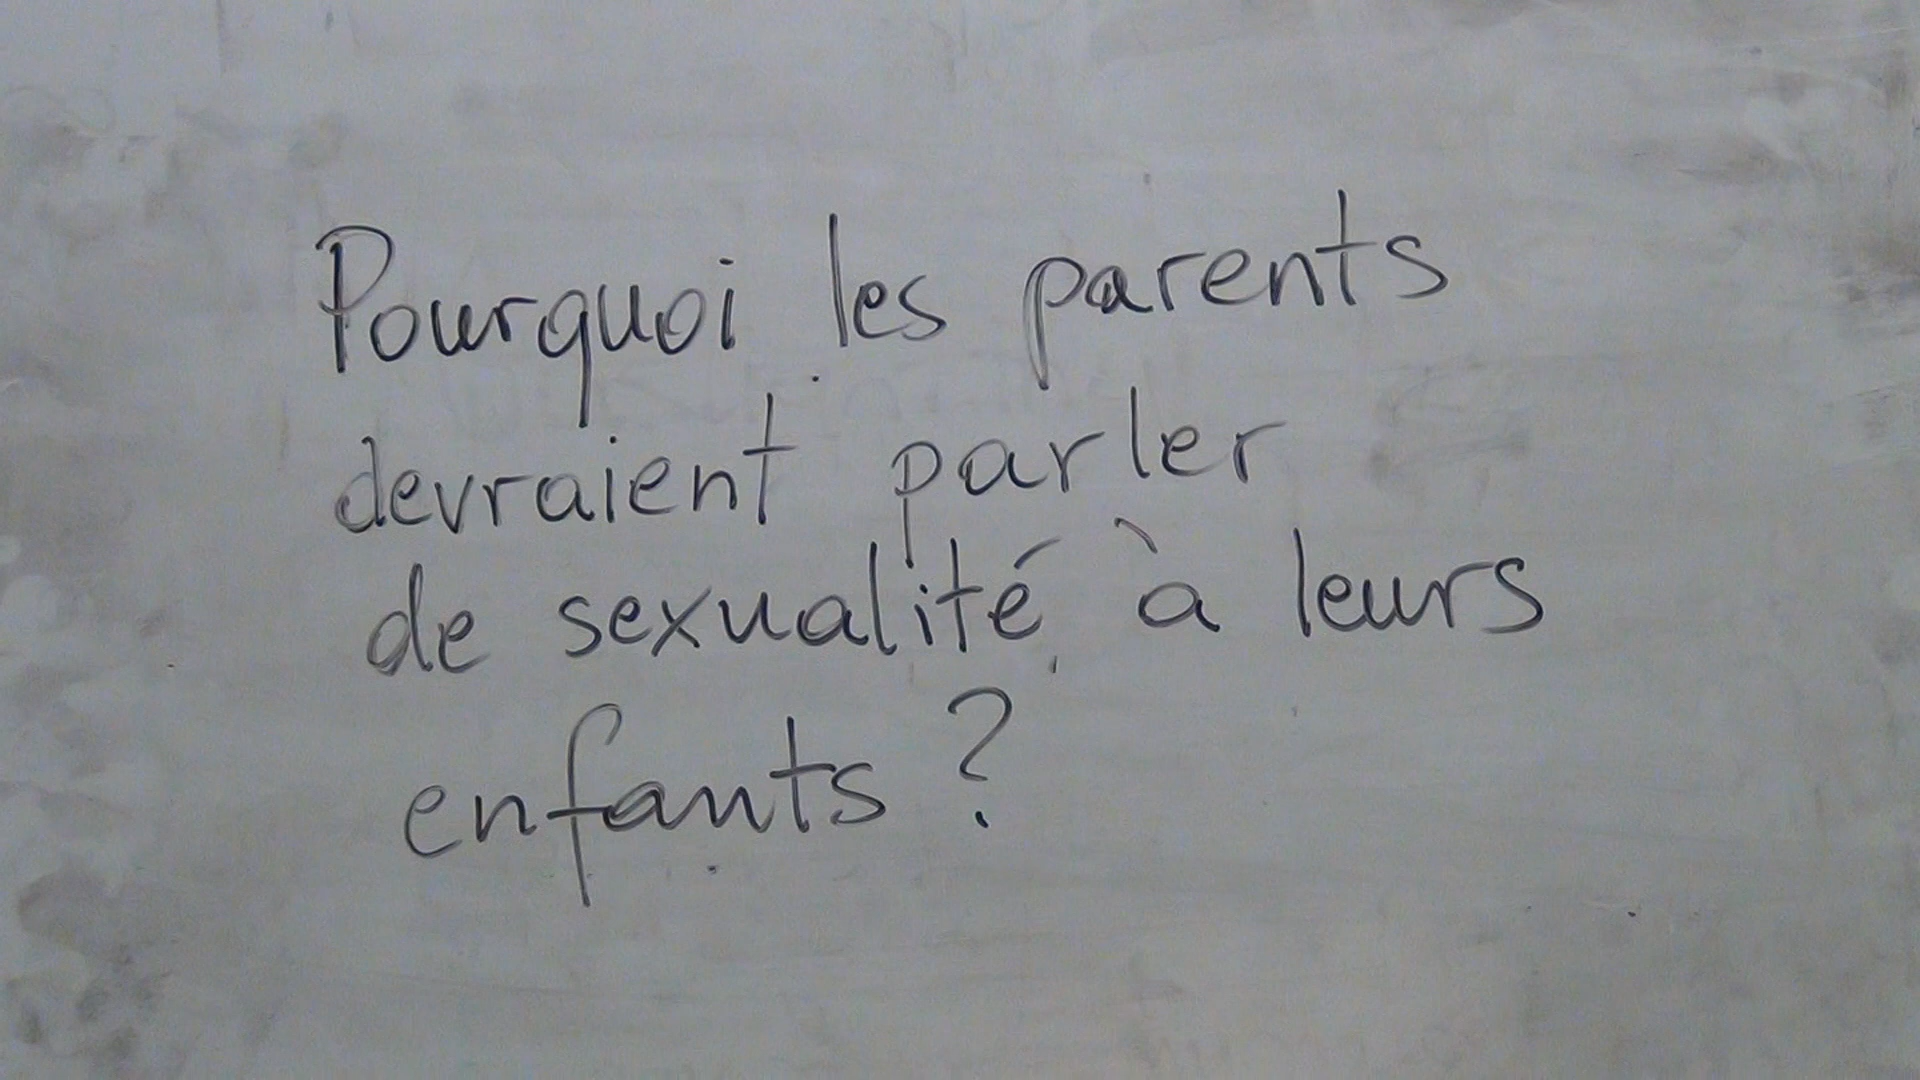 Pourquoi les parents
devraient parler
de sexualité à leurs
enfants ?